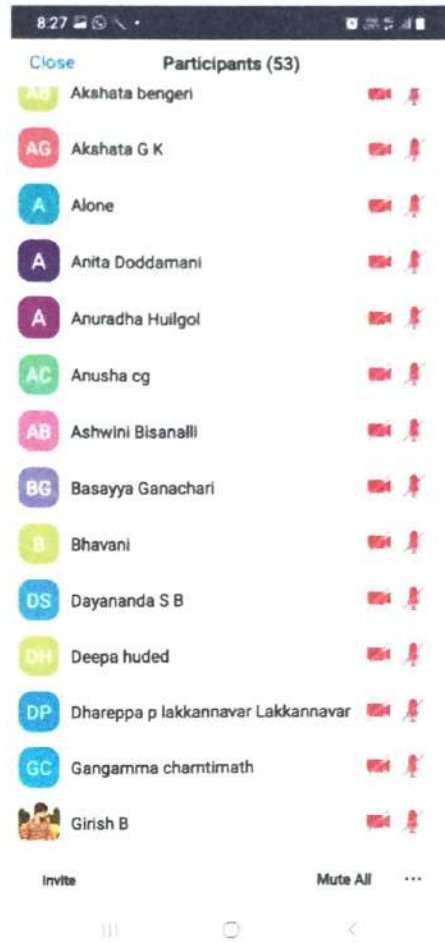 8:27
Close Participants (53)
AB Akshata bengeri
AG Akshata G K
A Alone
A Anita Doddamani
A Anuradha Huilgol
AC Anusha cg
AB Ashwini Bisanalli
BG Basayya Ganachari
B Bhavani
DS Dayananda S B
DH Deepa huded
DP Dhareppa p lakkannavar Lakkannavar
GC Gangamma charntimath
Girish B
Invite Mute All ...